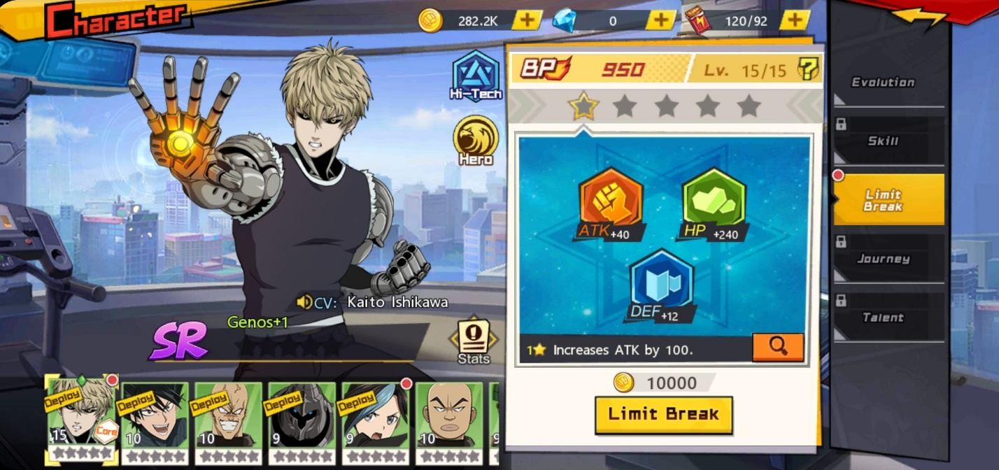 Character
282.2K
0
120/92
Hi-Tech
Hero
CV: Kaito Ishikawa
Genos+1
SR
Stats
Deploy
15
Core
Deploy
10
Deploy
10
Deploy
9
Deploy
9
10
9
BP 950 Lv. 15/15
ATK +40
HP +240
DEF +12
1 Increases ATK by 100.
10000
Limit Break
Evolution
Skill
Limit
Break
Journey
Talent